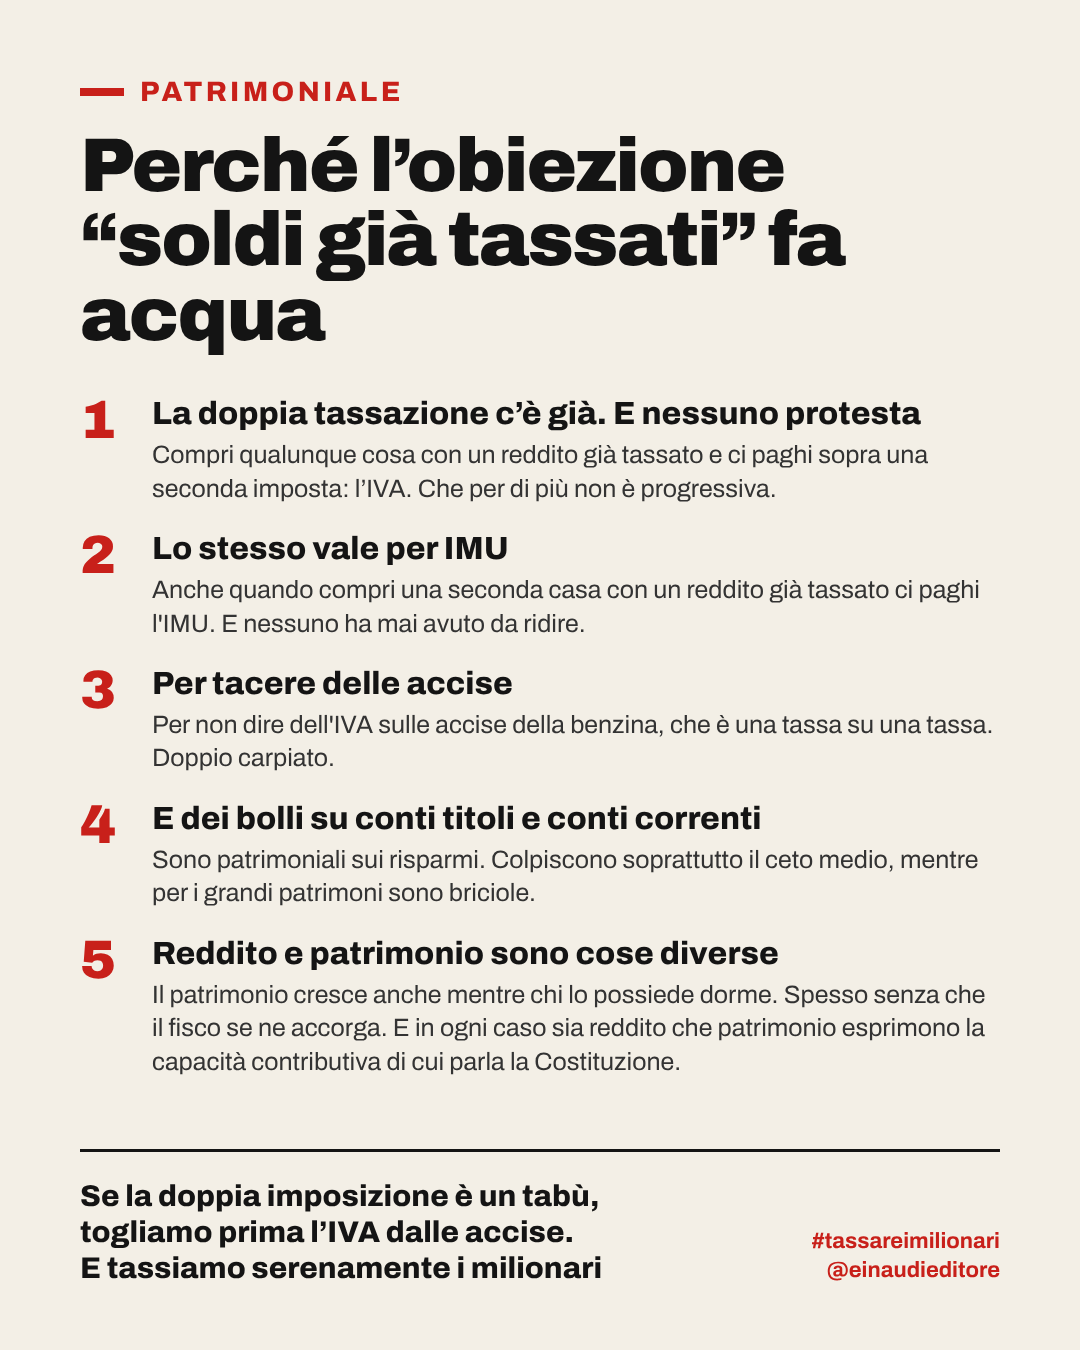 PATRIMONIALE
Perché l’obiezione
“soldi già tassati” fa
acqua
1
La doppia tassazione c’è già. E nessuno protesta
Compri qualunque cosa con un reddito già tassato e ci paghi sopra una
seconda imposta: l’IVA. Che per di più non è progressiva.
2
Lo stesso vale per IMU
Anche quando compri una seconda casa con un reddito già tassato ci paghi
l'IMU. E nessuno ha mai avuto da ridire.
3
Per tacere delle accise
Per non dire dell'IVA sulle accise della benzina, che è una tassa su una tassa.
Doppio carpiato.
4
E dei bolli su conti titoli e conti correnti
Sono patrimoniali sui risparmi. Colpiscono soprattutto il ceto medio, mentre
per i grandi patrimoni sono briciole.
5
Reddito e patrimonio sono cose diverse
Il patrimonio cresce anche mentre chi lo possiede dorme. Spesso senza che
il fisco se ne accorga. E in ogni caso sia reddito che patrimonio esprimono la
capacità contributiva di cui parla la Costituzione.
Se la doppia imposizione è un tabù,
togliamo prima l’IVA dalle accise.
E tassiamo serenamente i milionari
#tassareimilionari
@einaudieditore